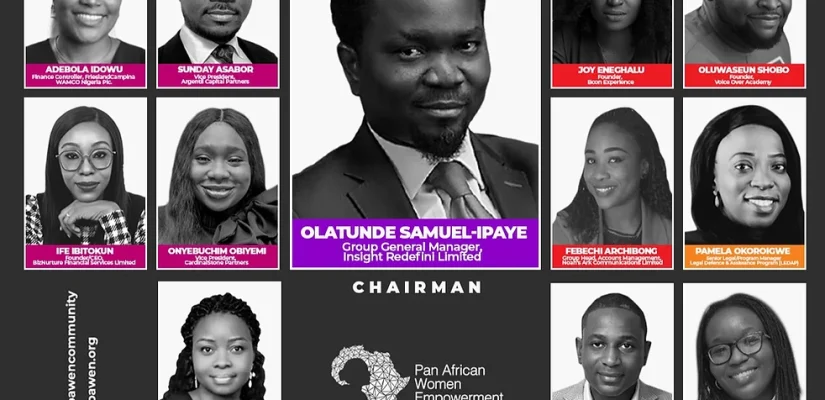 ADEBOLA IDOWU
Finance Controller, FrieslandCampina
WAMCO Nigeria Plc.
SUNDAY ASABOR
Vice President,
Argentil Capital Partners
JOY ENEGHALU
Founder,
Boon Experience
OLUWASEUN SHOBO
Founder,
Voice Over Academy
IFE IBITOKUN
Founder/CEO,
BizNurture Financial Services Limited
ONYEBUCHIM OBIYEMI
Vice President,
CardinalStone Partners
OLATUNDE SAMUEL-IPAYE
Group General Manager,
Insight Redefini Limited
FEBECHI ARCHIBONG
Group Head, Accounts Management,
Noah's Ark Communications Limited
PAMELA OKOROIGWE
Senior Legal/Program Manager
Legal Defence & Assistance Program (LEDAP)
CHAIRMAN
pawencommunity
pawen.org
Pan African
Women
Empowerment